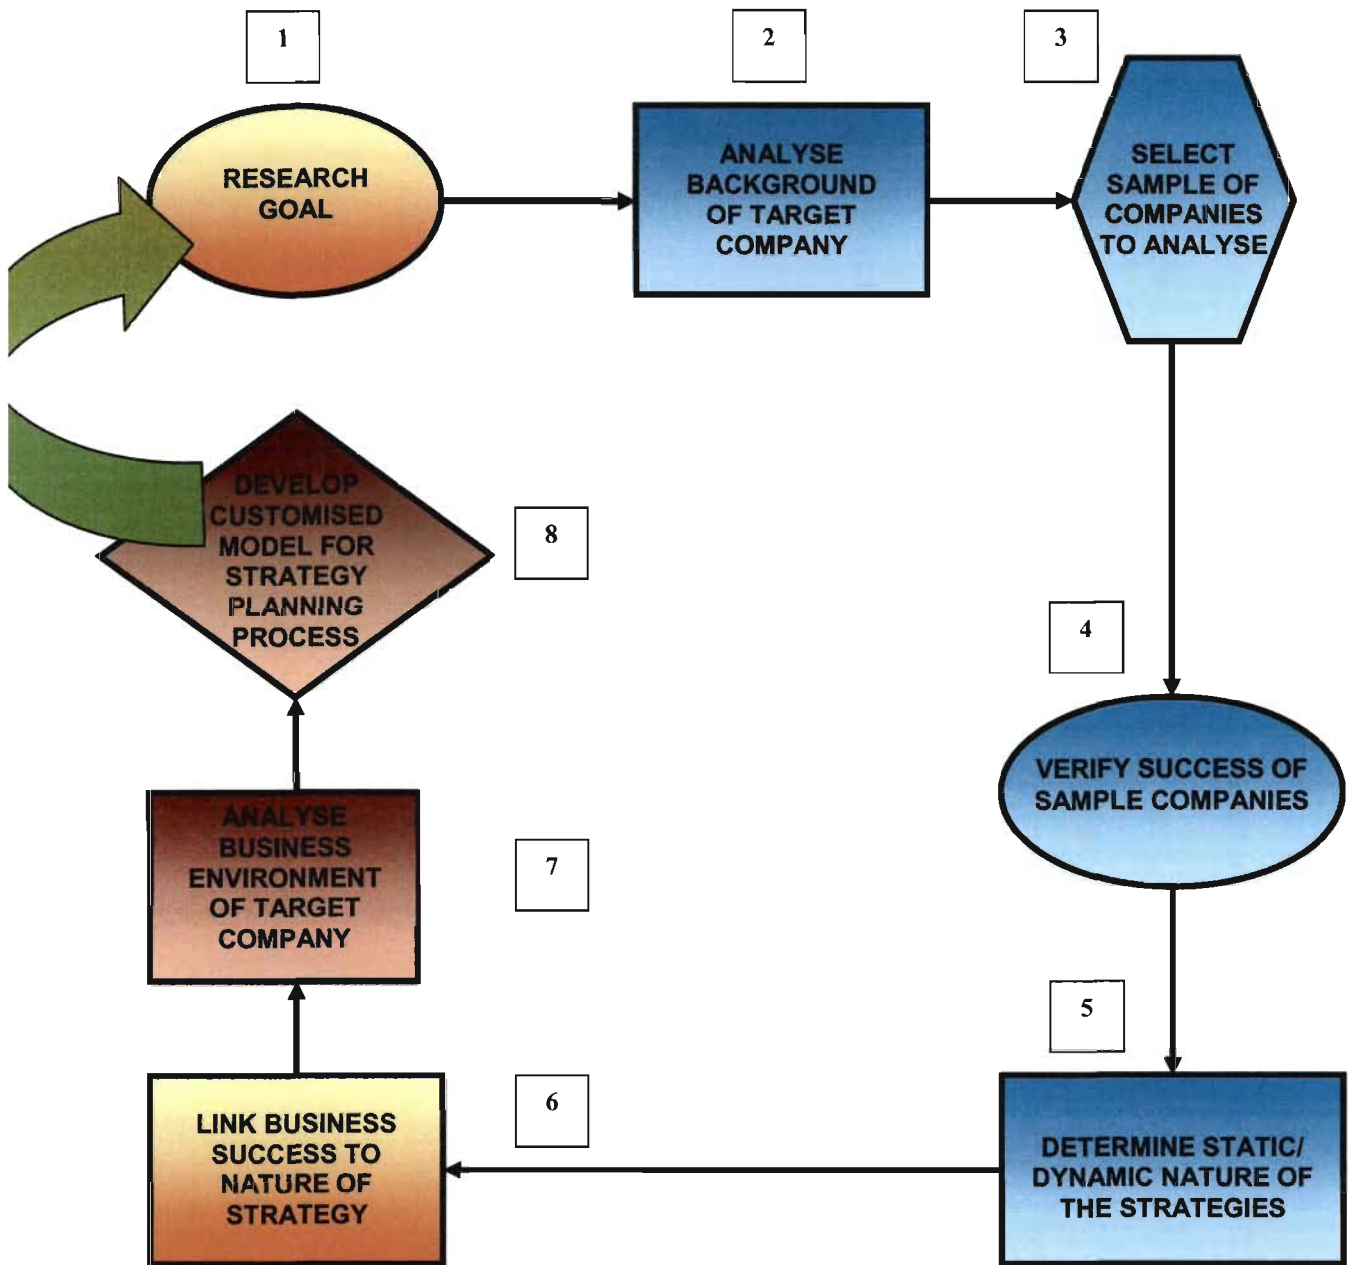 1
RESEARCH
GOAL
2
ANALYSE
BACKGROUND
OF TARGET
COMPANY
3
SELECT
SAMPLE OF
COMPANIES
TO ANALYSE
4
VERIFY SUCCESS OF
SAMPLE COMPANIES
5
DETERMINE STATIC/
DYNAMIC NATURE OF
THE STRATEGIES
6
LINK BUSINESS
SUCCESS TO
NATURE OF
STRATEGY
7
ANALYSE
BUSINESS
ENVIRONMENT
OF TARGET
COMPANY
8
DEVELOP
CUSTOMISED
MODEL FOR
STRATEGY
PLANNING
PROCESS